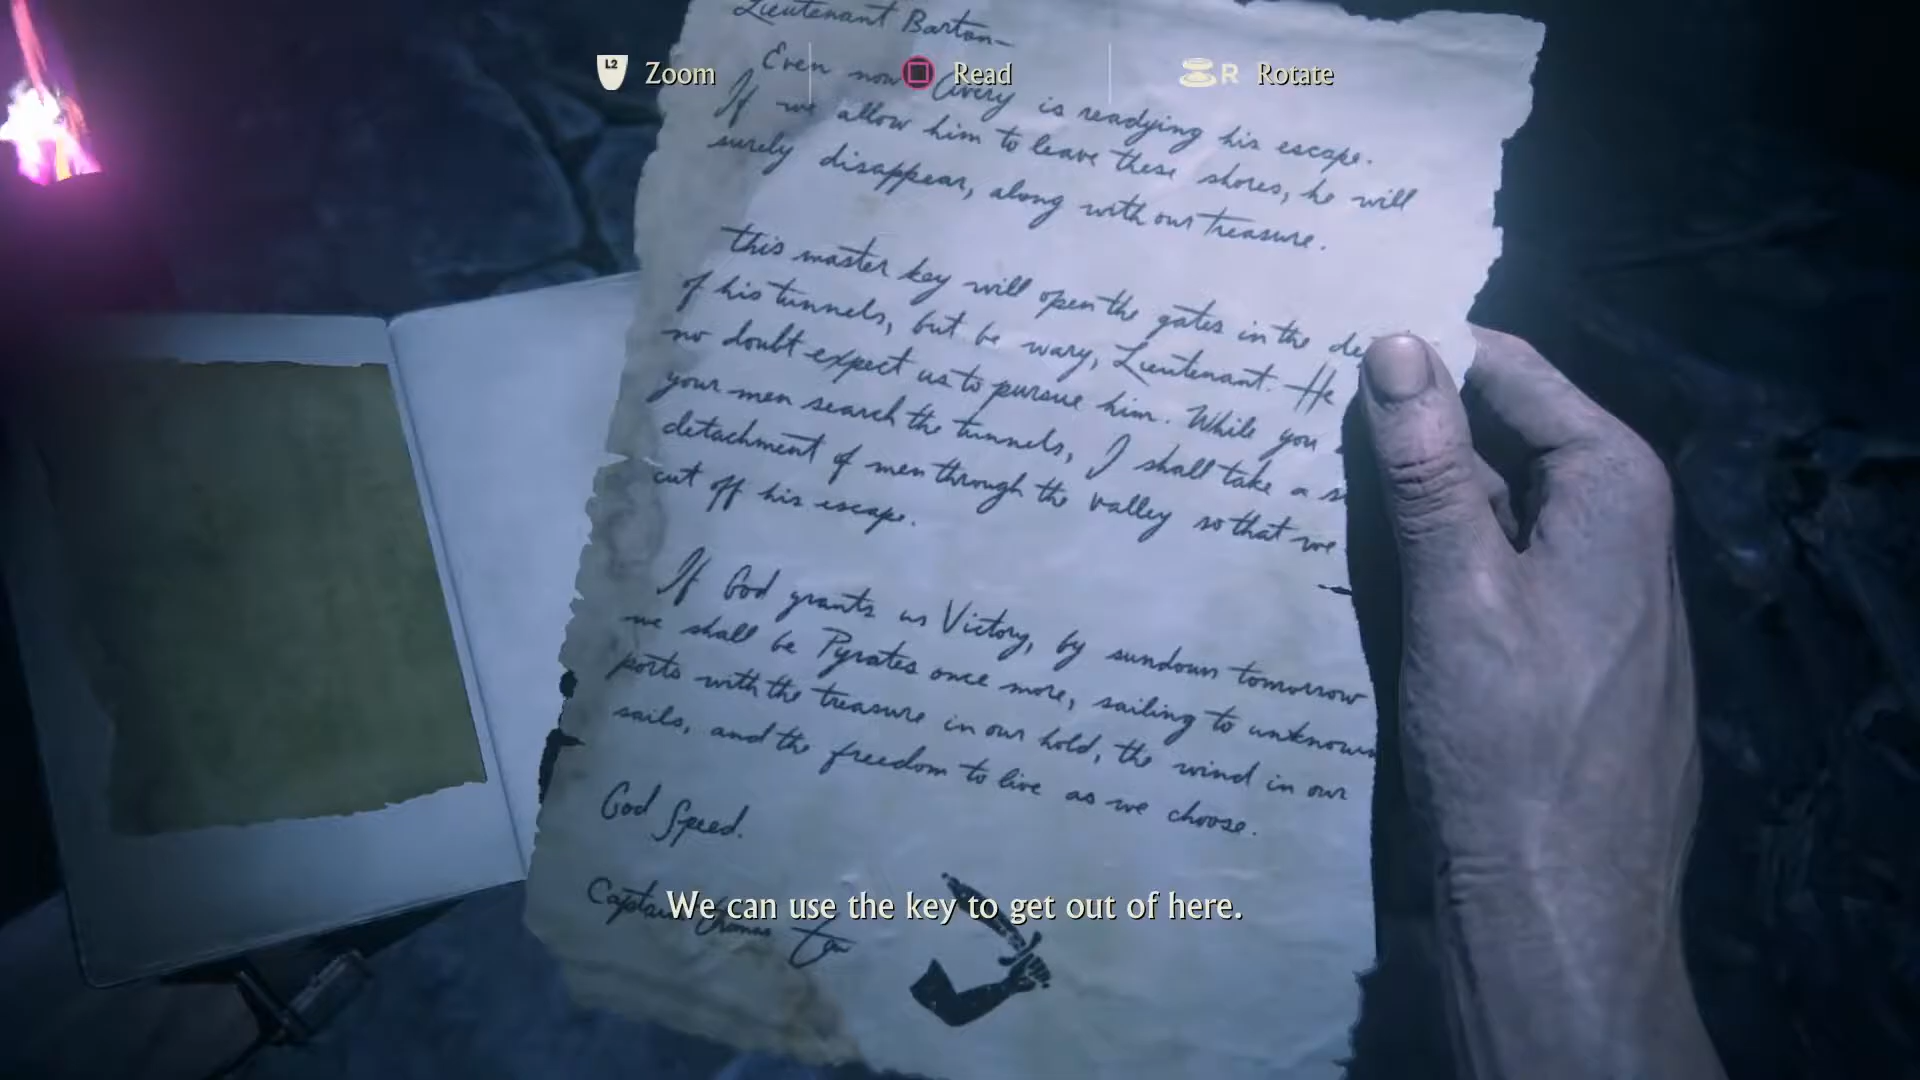 Lieutenant Barton-
L2 Zoom
Read
R Rotate
Even now Avery is readying his escape.
If we allow him to leave these shores, he will
surely disappear, along with our treasure.
This master key will open the gates in the de
of his tunnels, but be wary, Lieutenant. He
no doubt expect us to pursue him. While you
your men search the tunnels, I shall take a s
detachment of men through the valley so that we
cut off his escape.
If God grants us Victory, by sundown tomorrow
we shall be Pyrates once more, sailing to unknown
ports with the treasure in our hold, the wind in our
sails, and the freedom to live as we choose.
God Speed.
We can use the key to get out of here.
Captain Thomas Tew